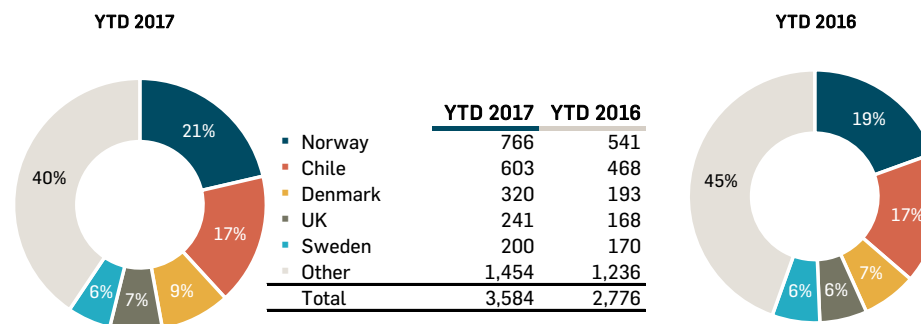 YTD 2017
YTD 2016
21%
17%
9%
7%
6%
40%
YTD 2017 YTD 2016
Norway 766 541
Chile 603 468
Denmark 320 193
UK 241 168
Sweden 200 170
Other 1,454 1,236
Total 3,584 2,776
19%
17%
7%
6%
6%
45%